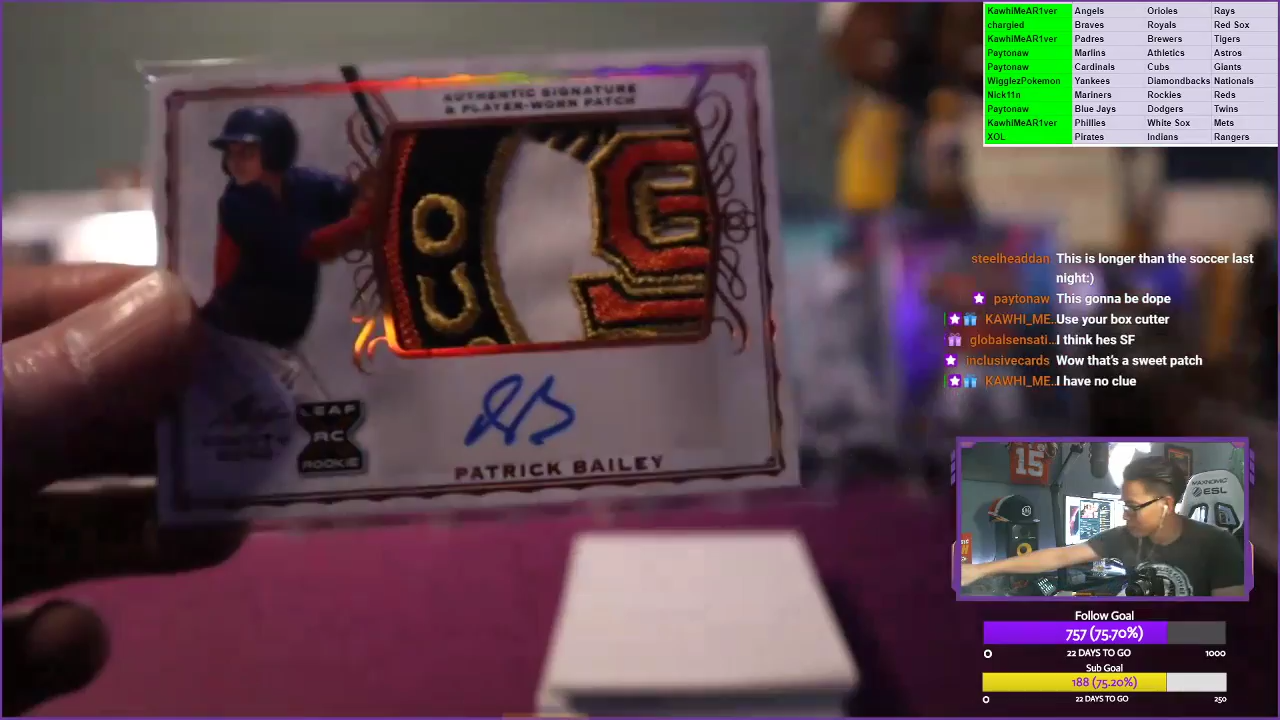 AUTHENTIC SIGNATURE
& PLAYER-WORN PATCH
LEAF
RC
ROOKIE
PATRICK BAILEY
KawhiMeAR1ver Angels Orioles Rays
chargled Braves Royals Red Sox
KawhiMeAR1ver Padres Brewers Tigers
Paytonaw Marlins Athletics Astros
Paytonaw Cardinals Cubs Giants
WigglezPokemon Yankees Diamondbacks Nationals
Nick11n Mariners Rockies Reds
Paytonaw Blue Jays Dodgers Twins
KawhiMeAR1ver Phillies White Sox Mets
XOL Pirates Indians Rangers
steelheaddan This is longer than the soccer last
night:)
paytonaw This gonna be dope
KAWHI_ME.. Use your box cutter
globalsensati.. I think hes SF
inclusivecards Wow that's a sweet patch
KAWHI_ME.. I have no clue
15
MAXNOMIC
ESL
Follow Goal
757 (75.70%)
0 22 DAYS TO GO 1000
Sub Goal
188 (75.20%)
0 22 DAYS TO GO 250